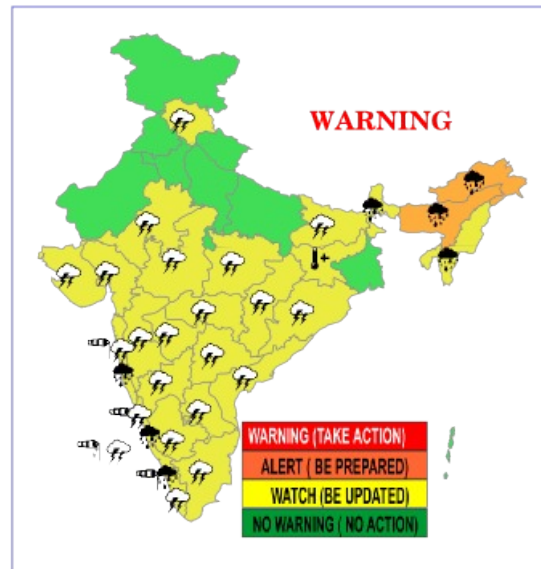 WARNING
WARNING (TAKE ACTION)
ALERT ( BE PREPARED)
WATCH (BE UPDATED)
NO WARNING ( NO ACTION)